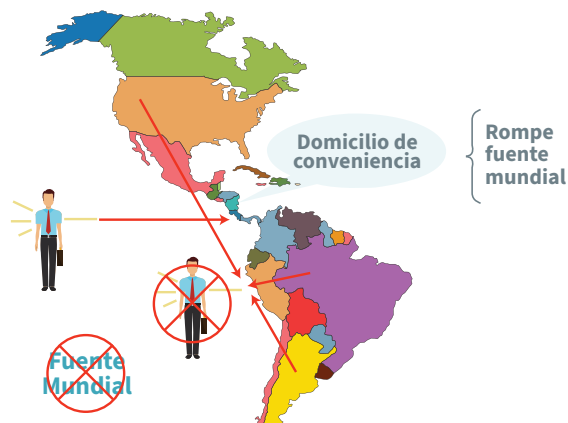 Domicilio de
conveniencia
Rompe
fuente
mundial
Fuente
Mundial